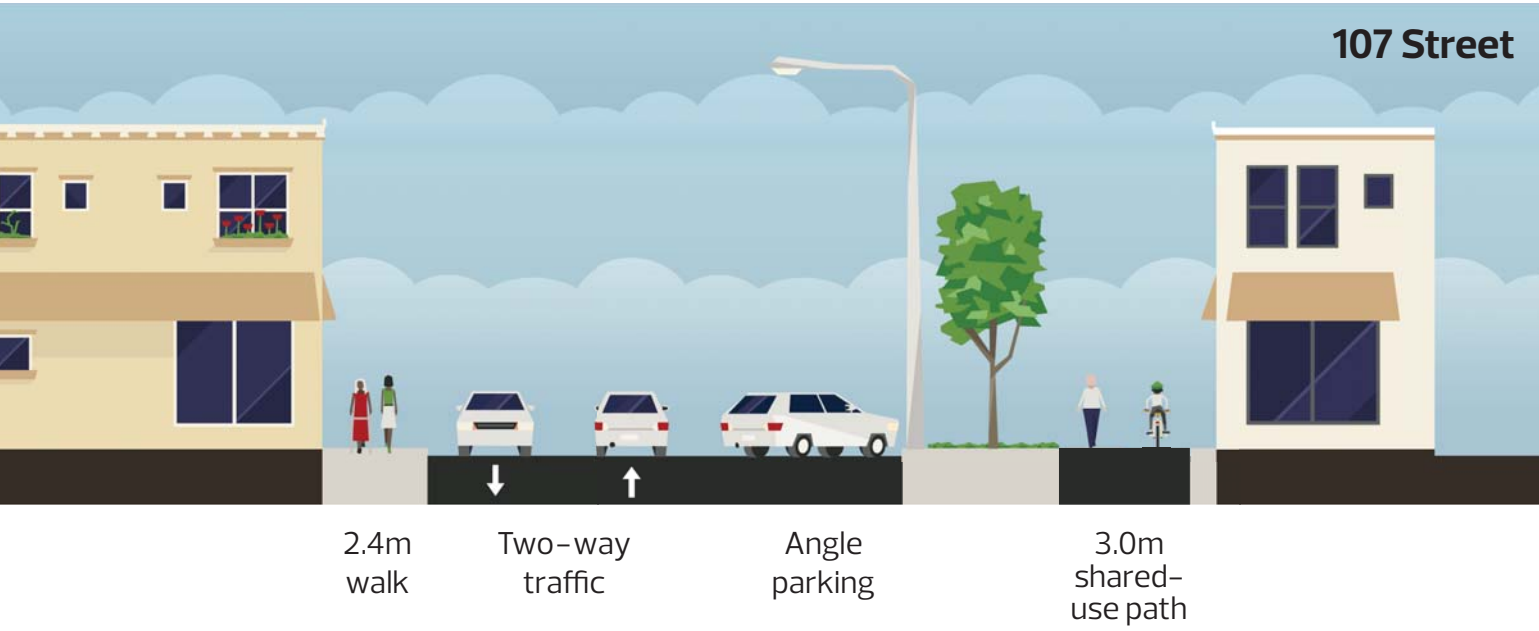 107 Street
2.4m
walk
Two-way
traffic
Angle
parking
3.0m
shared-
use path